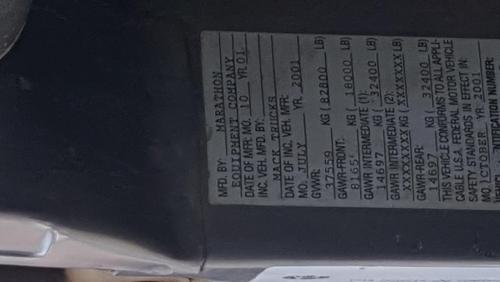 MFD. BY: MARATHON
EQUIPMENT COMPANY
DATE OF MFR: MO. 10 YR. 01
INC. VEH. MFD. BY:
MACK TRUCKS
DATE OF INC. VEH. MFR:
MO. JULY YR. 2001
GVWR:
37559 KG ( 82800 LB)
GAWR-FRONT:
8165 KG ( 18000 LB)
GAWR INTERMEDIATE (1):
14697 KG ( 32400 LB)
GAWR INTERMEDIATE (2):
XXXXXXXX KG (XXXXXXX LB)
GAWR-REAR:
14697 KG ( 32400 LB)
THIS VEHICLE CONFORMS TO ALL APPLI-
CABLE U.S.A. FEDERAL MOTOR VEHICLE
SAFETY STANDARDS IN EFFECT IN:
MO. OCTOBER YR. 2001
NUMBER: